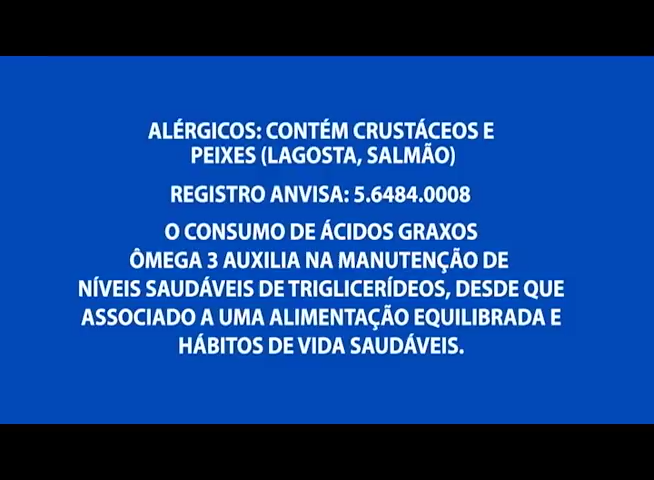 ALÉRGICOS: CONTÉM CRUSTÁCEOS E
PEIXES (LAGOSTA, SALMÃO)
REGISTRO ANVISA: 5.6484.0008
O CONSUMO DE ÁCIDOS GRAXOS
ÔMEGA 3 AUXILIA NA MANUTENÇÃO DE
NÍVEIS SAUDÁVEIS DE TRIGLICERÍDEOS, DESDE QUE
ASSOCIADO A UMA ALIMENTAÇÃO EQUILIBRADA E
HÁBITOS DE VIDA SAUDÁVEIS.